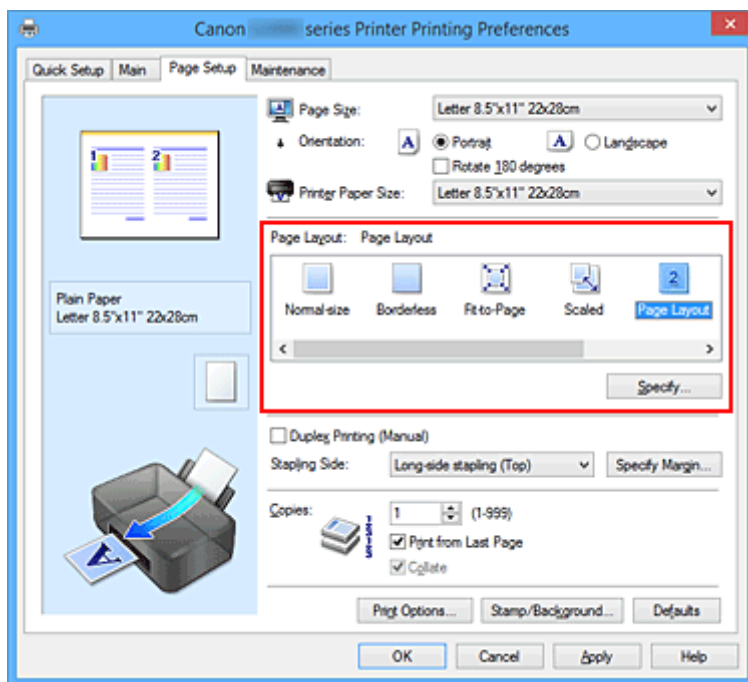 Canon series Printer Printing Preferences
Quick Setup Main Page Setup Maintenance
Page Size: Letter 8.5"x11" 22x28cm
Orientation: A Portrait A Landscape
Rotate 180 degrees
Printer Paper Size: Letter 8.5"x11" 22x28cm
1 2
Page Layout: Page Layout
2
Normal-size Borderless Fit-to-Page Scaled Page Layout
Plain Paper
Letter 8.5"x11" 22x28cm
Specify...
Duplex Printing (Manual)
Stapling Side: Long-side stapling (Top) Specify Margin...
Copies: 1 (1-999)
Print from Last Page
Collate
A
Print Options... Stamp/Background... Defaults
OK Cancel Apply Help